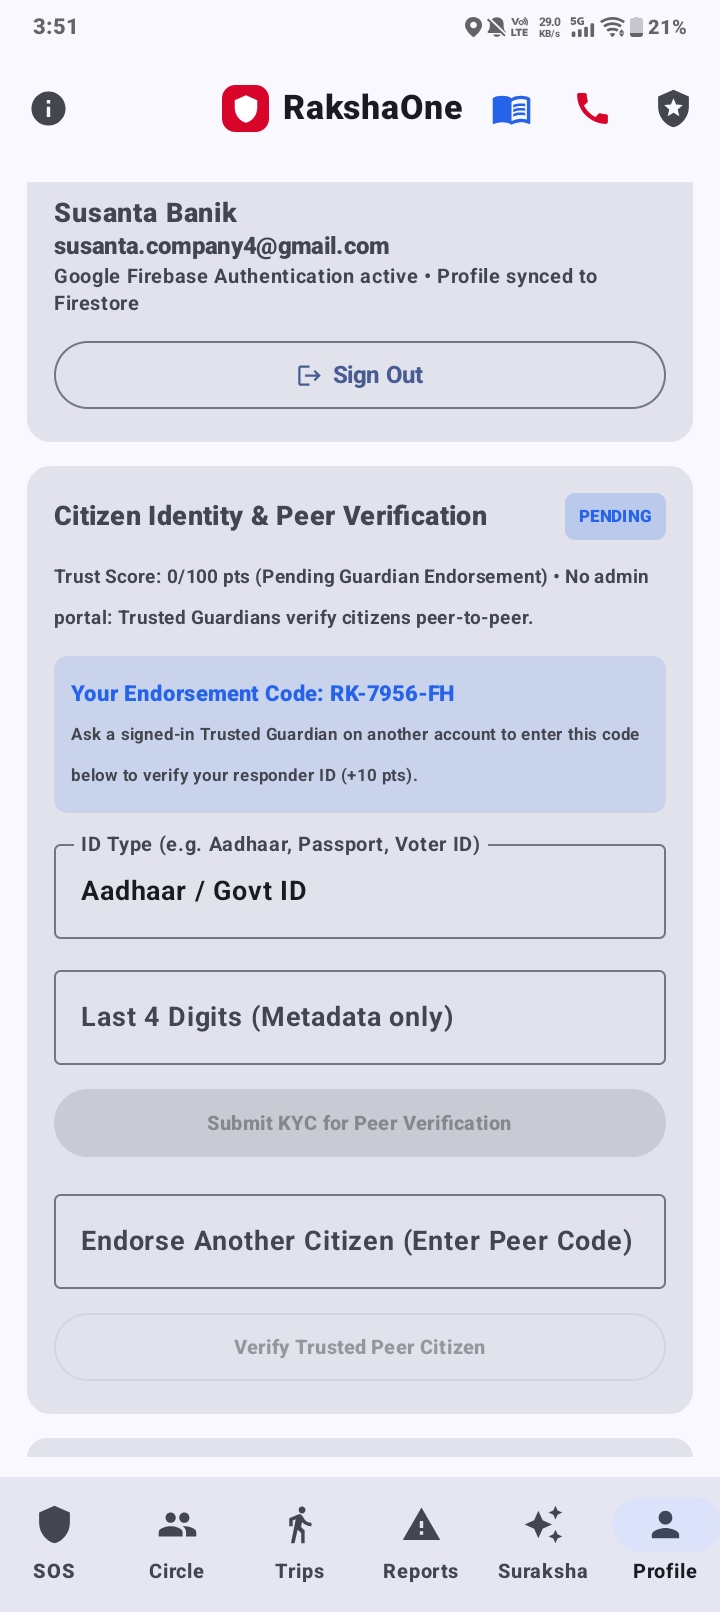 3:51
Vo) LTE 29.0 KB/s 5G 21%
RakshaOne
Susanta Banik
susanta.company4@gmail.com
Google Firebase Authentication active • Profile synced to
Firestore
Sign Out
Citizen Identity & Peer Verification
PENDING
Trust Score: 0/100 pts (Pending Guardian Endorsement) • No admin
portal: Trusted Guardians verify citizens peer-to-peer.
Your Endorsement Code: RK-7956-FH
Ask a signed-in Trusted Guardian on another account to enter this code
below to verify your responder ID (+10 pts).
ID Type (e.g. Aadhaar, Passport, Voter ID)
Aadhaar / Govt ID
Last 4 Digits (Metadata only)
Submit KYC for Peer Verification
Endorse Another Citizen (Enter Peer Code)
Verify Trusted Peer Citizen
SOS Circle Trips Reports Suraksha Profile